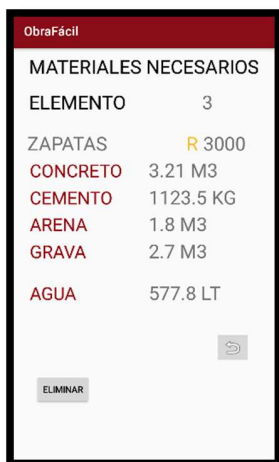 ObraFácil
MATERIALES NECESARIOS
ELEMENTO 3
ZAPATAS R 3000
CONCRETO 3.21 M3
CEMENTO 1123.5 KG
ARENA 1.8 M3
GRAVA 2.7 M3
AGUA 577.8 LT
ELIMINAR